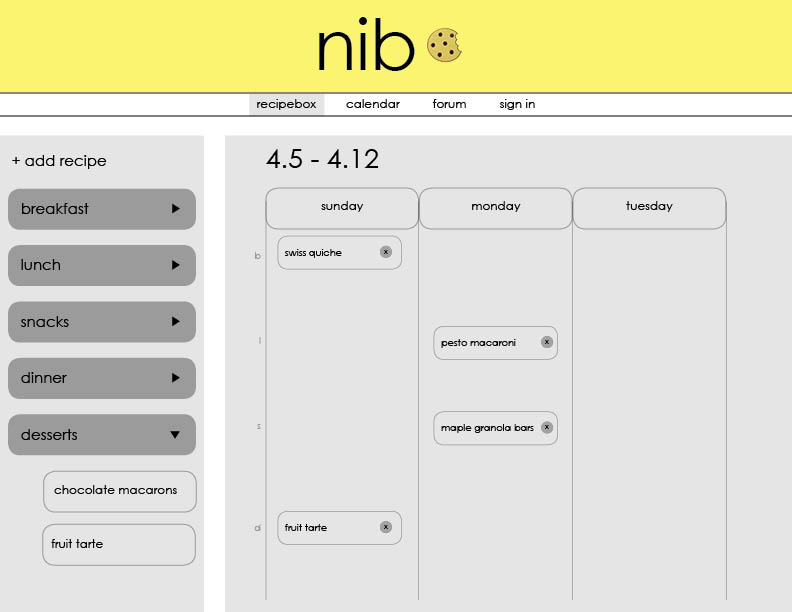 nib
recipebox calendar forum sign in
+ add recipe
breakfast
lunch
snacks
dinner
desserts
chocolate macarons
fruit tarte
4.5 - 4.12
sunday monday tuesday
b
swiss quiche x
l
pesto macaroni x
s
maple granola bars x
d
fruit tarte x